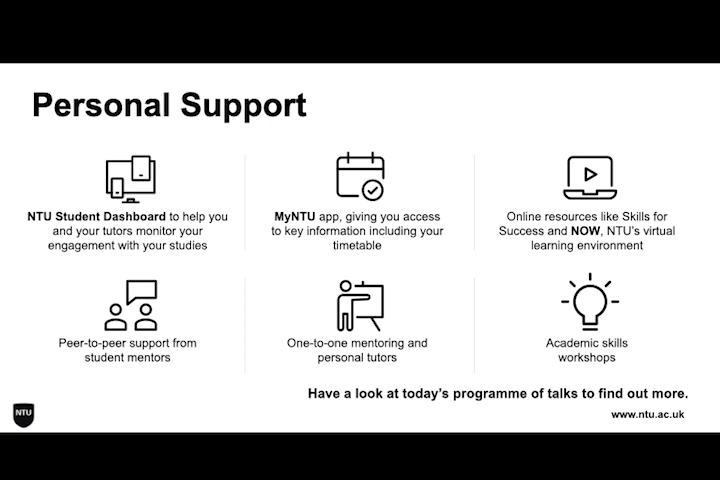 Personal Support
NTU Student Dashboard to help you
and your tutors monitor your
engagement with your studies
MyNTU app, giving you access
to key information including your
timetable
Online resources like Skills for
Success and NOW, NTU's virtual
learning environment
Peer-to-peer support from
student mentors
One-to-one mentoring and
personal tutors
Academic skills
workshops
Have a look at today's programme of talks to find out more.
NTU
www.ntu.ac.uk